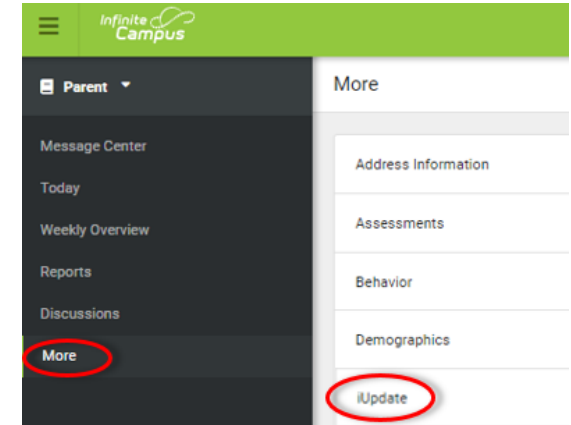 Infinite
Campus
Parent
More
Message Center
Today
Weekly Overview
Reports
Discussions
More
Address Information
Assessments
Behavior
Demographics
iUpdate